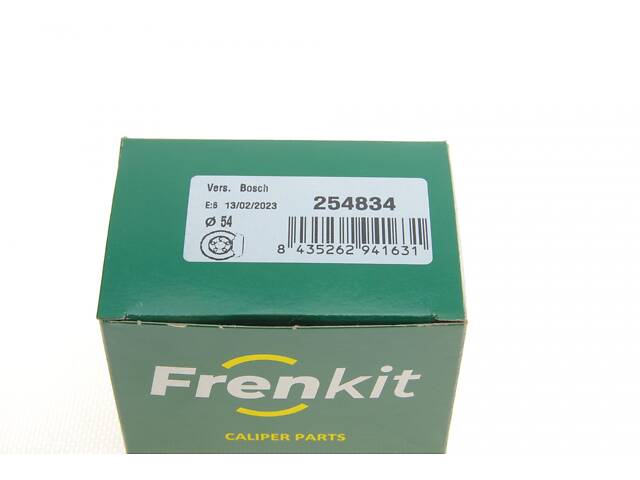 Vers. Bosch
E:6 13/02/2023 254834
Ø 54
8 435262 941631
Frenkit
CALIPER PARTS